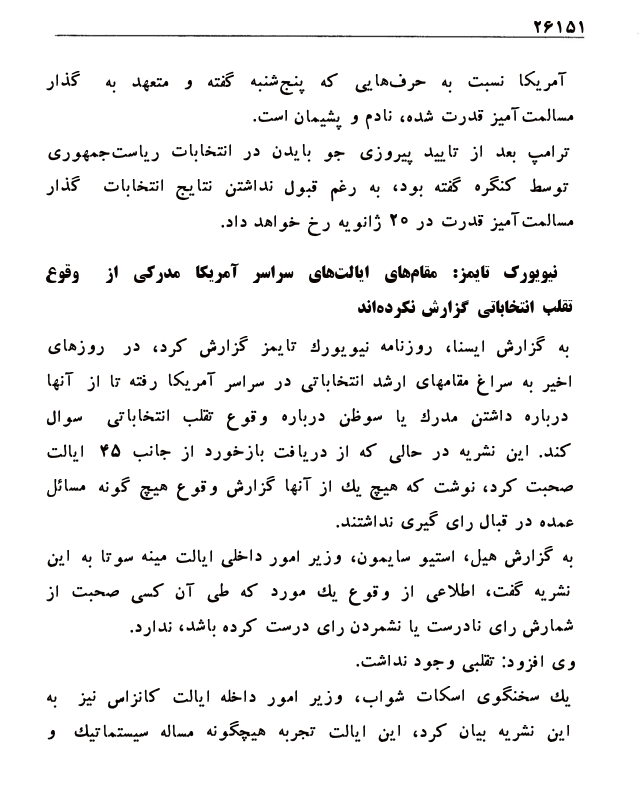 ۲۶۱۵۱
آمریکا نسبت به حرف‌هایی که پنج‌شنبه گفته و متعهد به گذار
مسالمت‌آمیز قدرت شده، نادم و پشیمان است.
ترامپ بعد از تایید پیروزی جو بایدن در انتخابات ریاست‌جمهوری
توسط کنگره گفته بود، به رغم قبول نداشتن نتایج انتخابات گذار
مسالمت‌آمیز قدرت در ۲۰ ژانویه رخ خواهد داد.
نیویورک تایمز: مقام‌های ایالت‌های سراسر آمریکا مدرکی از وقوع
تقلب انتخاباتی گزارش نکرده‌اند
به گزارش ایسنا، روزنامه نیویورك تایمز گزارش کرد، در روزهای
اخیر به سراغ مقامهای ارشد انتخاباتی در سراسر آمریکا رفته تا از آنها
درباره داشتن مدرك یا سوظن درباره وقوع تقلب انتخاباتی سوال
کند. این نشریه در حالی که از دریافت بازخورد از جانب ۴۵ ایالت
صحبت کرد، نوشت که هیچ یك از آنها گزارش وقوع هیچ گونه مسائل
عمده در قبال رای گیری نداشتند.
به گزارش هیل، استیو سایمون، وزیر امور داخلی ایالت مینه سوتا به این
نشریه گفت، اطلاعی از وقوع یك مورد که طی آن کسی صحبت از
شمارش رای نادرست یا نشمردن رای درست کرده باشد، ندارد.
وی افزود: تقلبی وجود نداشت.
یك سخنگوی اسکات شواب، وزیر امور داخله ایالت کانزاس نیز به
این نشریه بیان کرد، این ایالت تجربه هیچگونه مساله سیستماتیك و